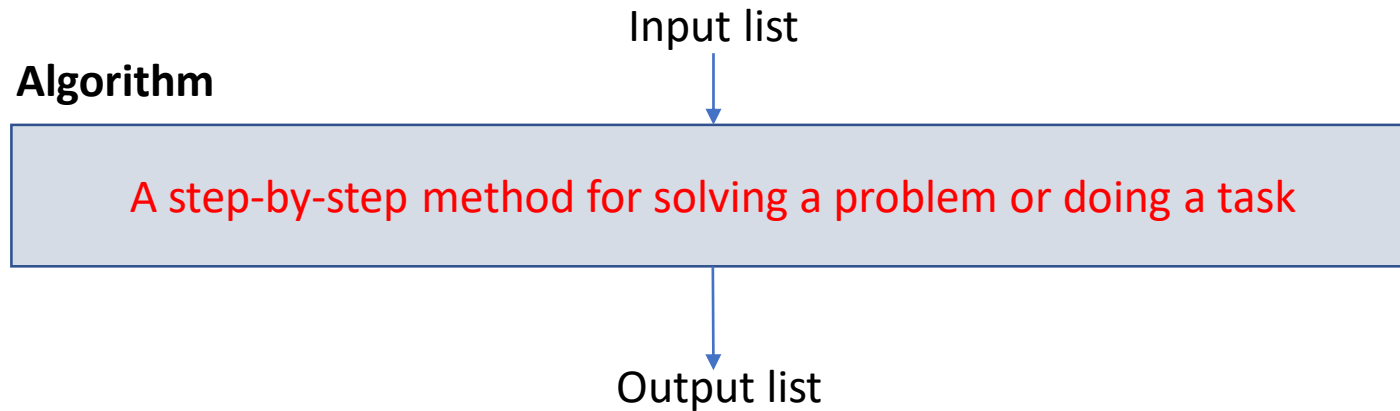 Input list
Algorithm
A step-by-step method for solving a problem or doing a task
Output list